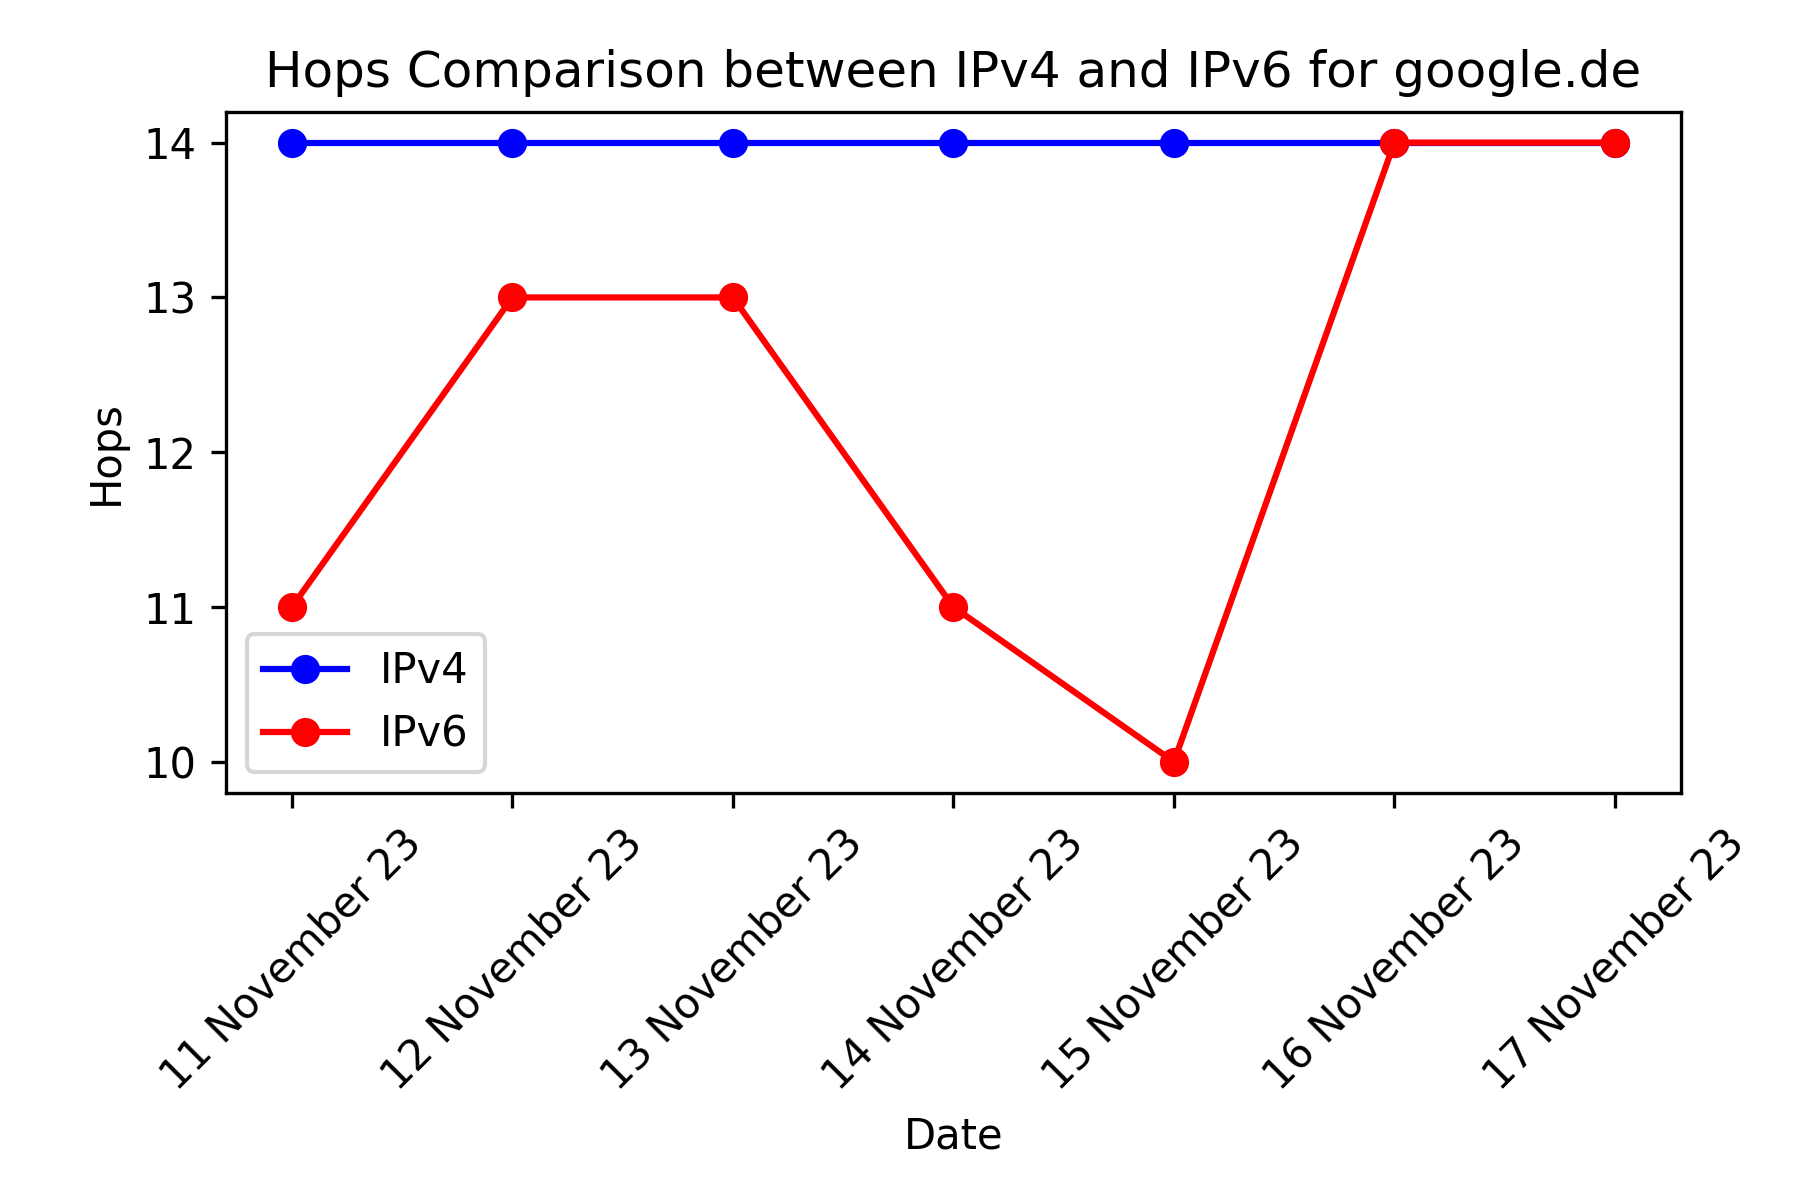 Hops Comparison between IPv4 and IPv6 for google.de
14
13
12
11
10
Hops
IPv4
IPv6
11 November 23
12 November 23
13 November 23
14 November 23
15 November 23
16 November 23
17 November 23
Date